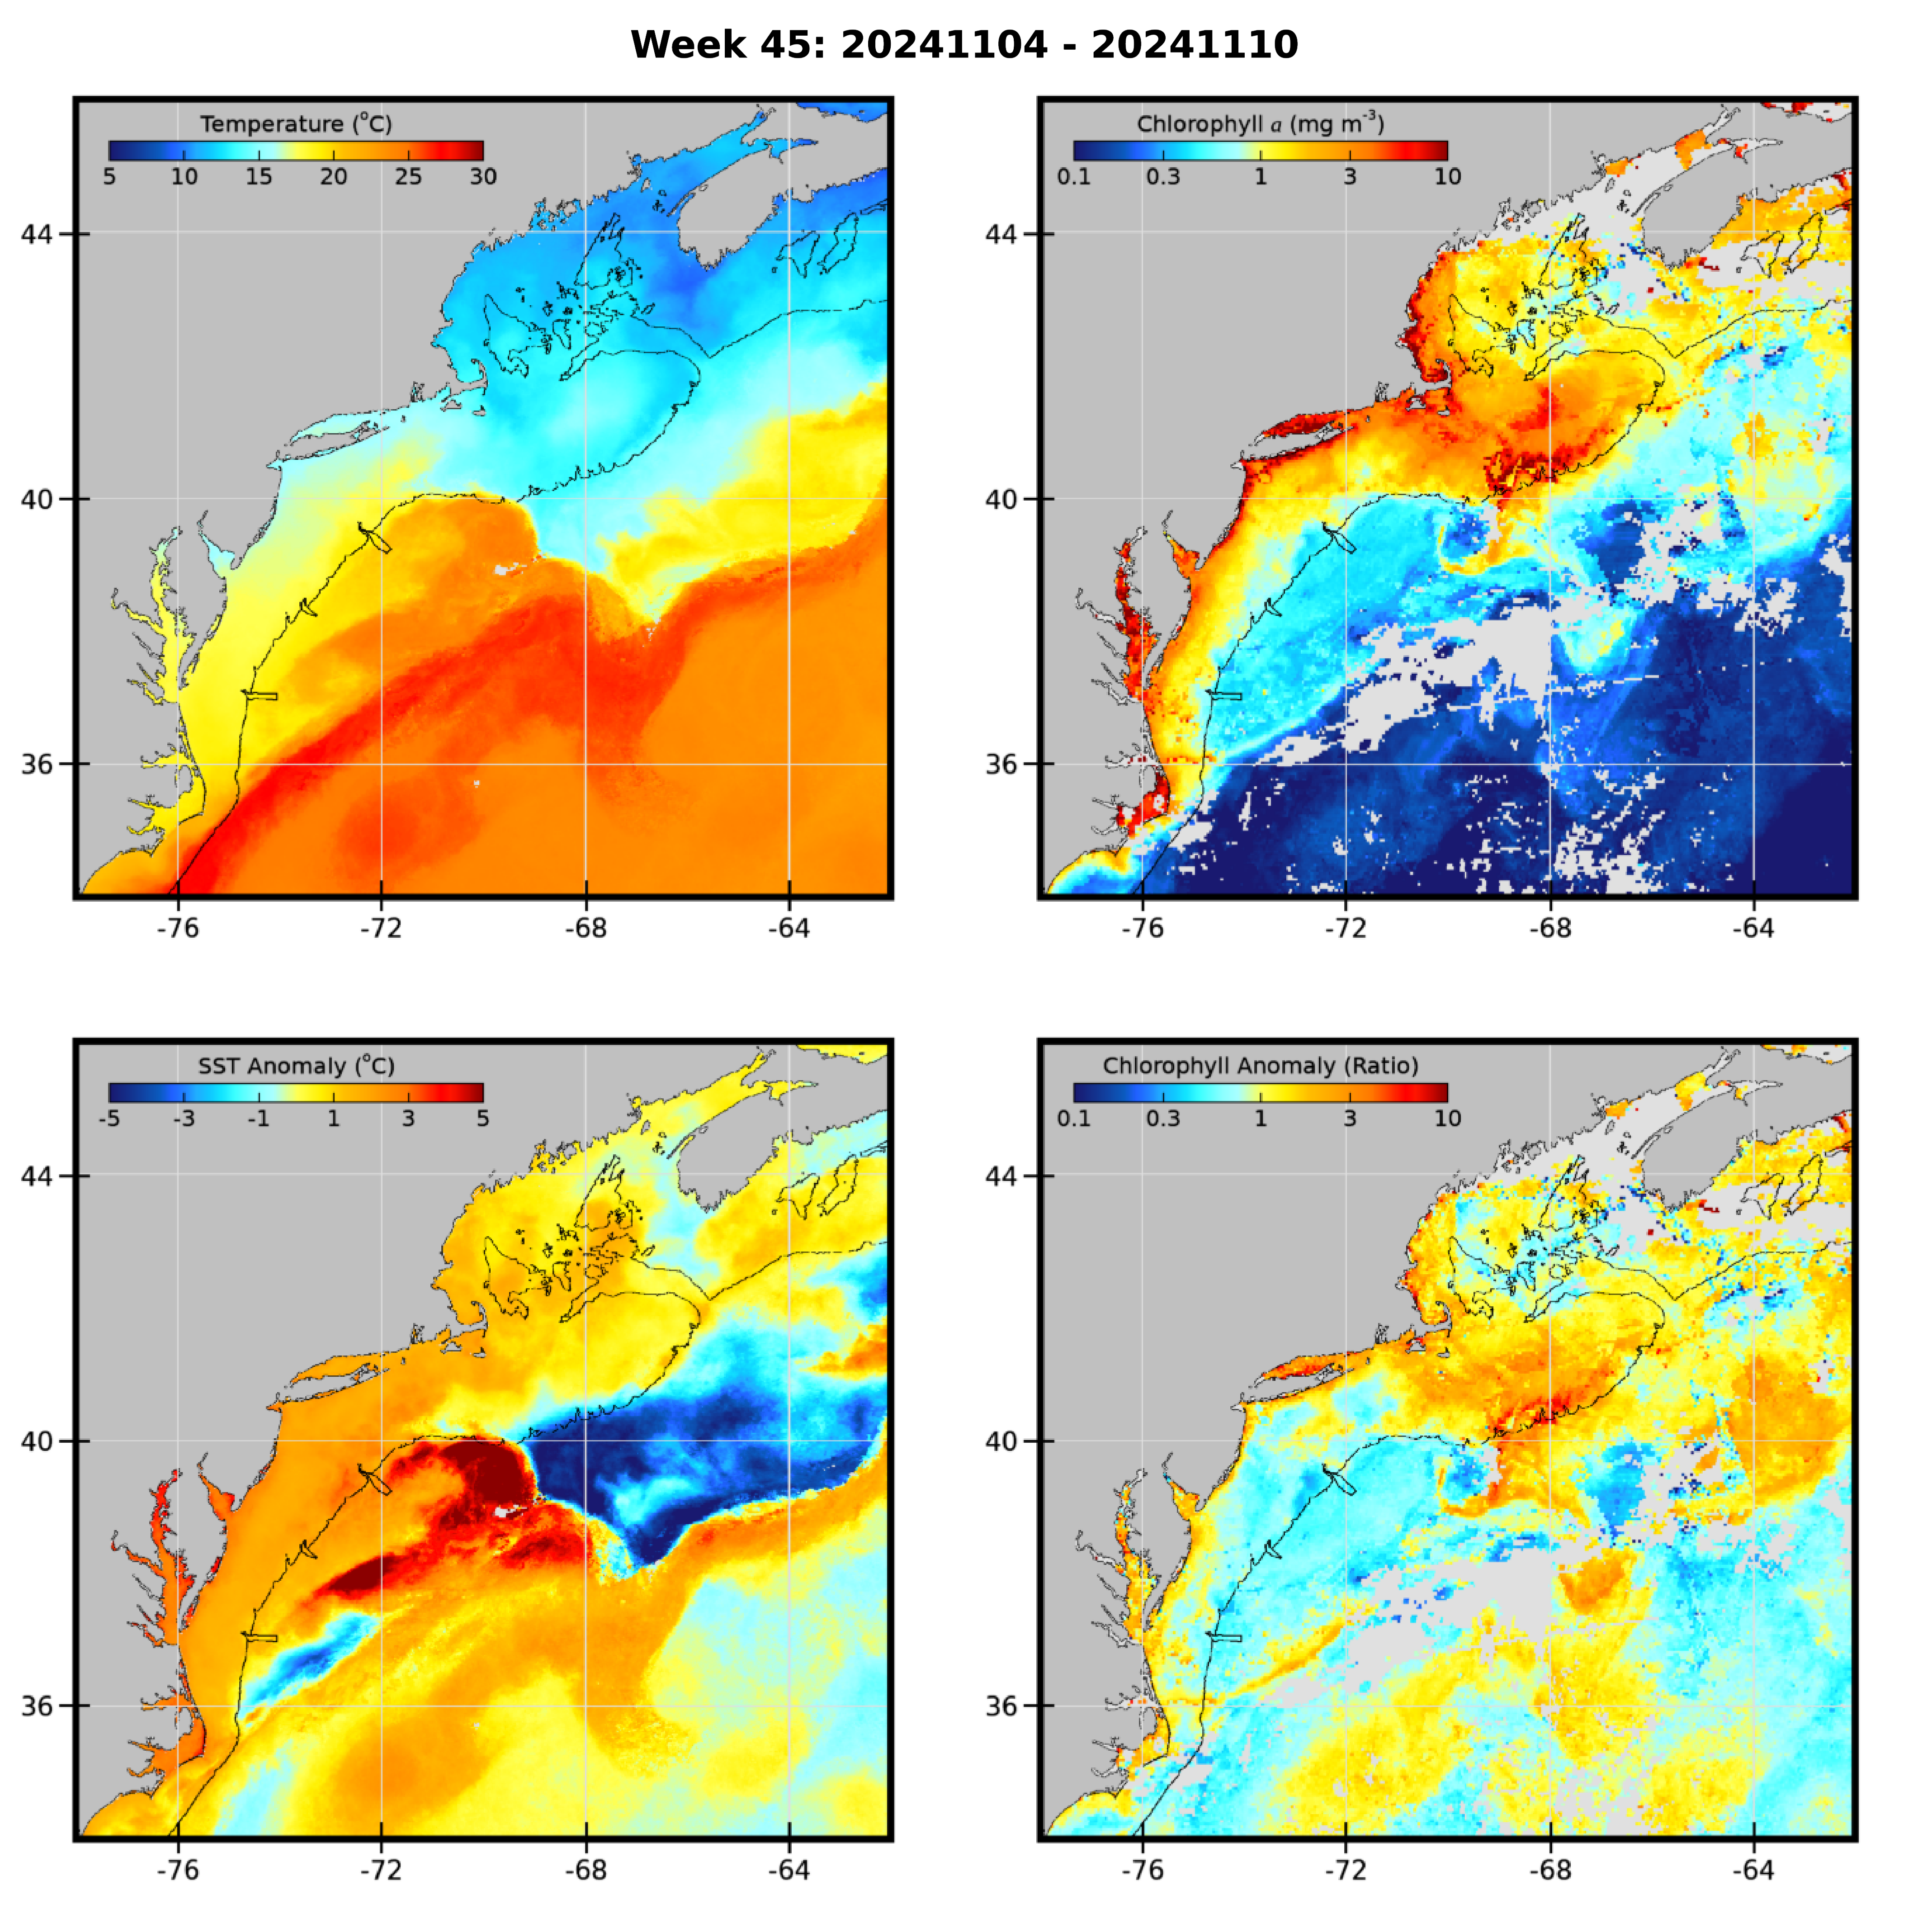 Week 45: 20241104 - 20241110
Temperature (°C)
5 10 15 20 25 30
44
40
36
-76 -72 -68 -64
Chlorophyll a (mg m⁻³)
0.1 0.3 1 3 10
44
40
36
-76 -72 -68 -64
SST Anomaly (°C)
-5 -3 -1 1 3 5
44
40
36
-76 -72 -68 -64
Chlorophyll Anomaly (Ratio)
0.1 0.3 1 3 10
44
40
36
-76 -72 -68 -64